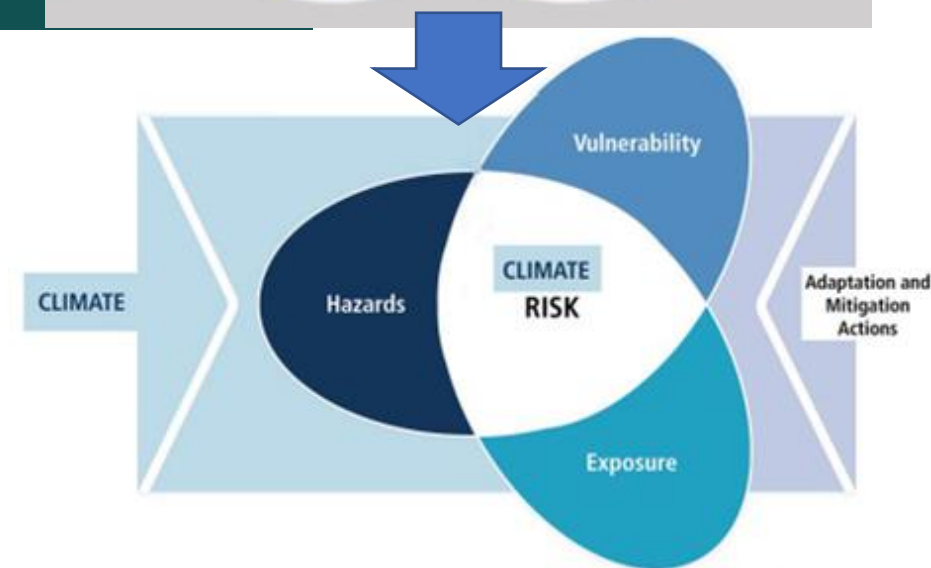 Vulnerability
CLIMATE
Hazards
CLIMATE
RISK
Adaptation and
Mitigation
Actions
Exposure